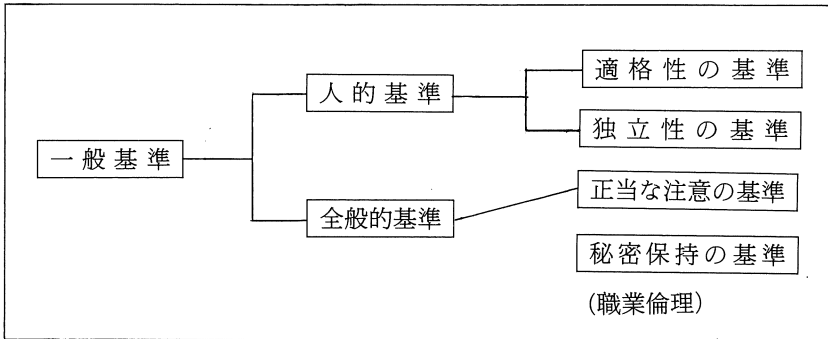 適格性の基準
人的基準
独立性の基準
一般基準
正当な注意の基準
全般的基準
秘密保持の基準
(職業倫理)